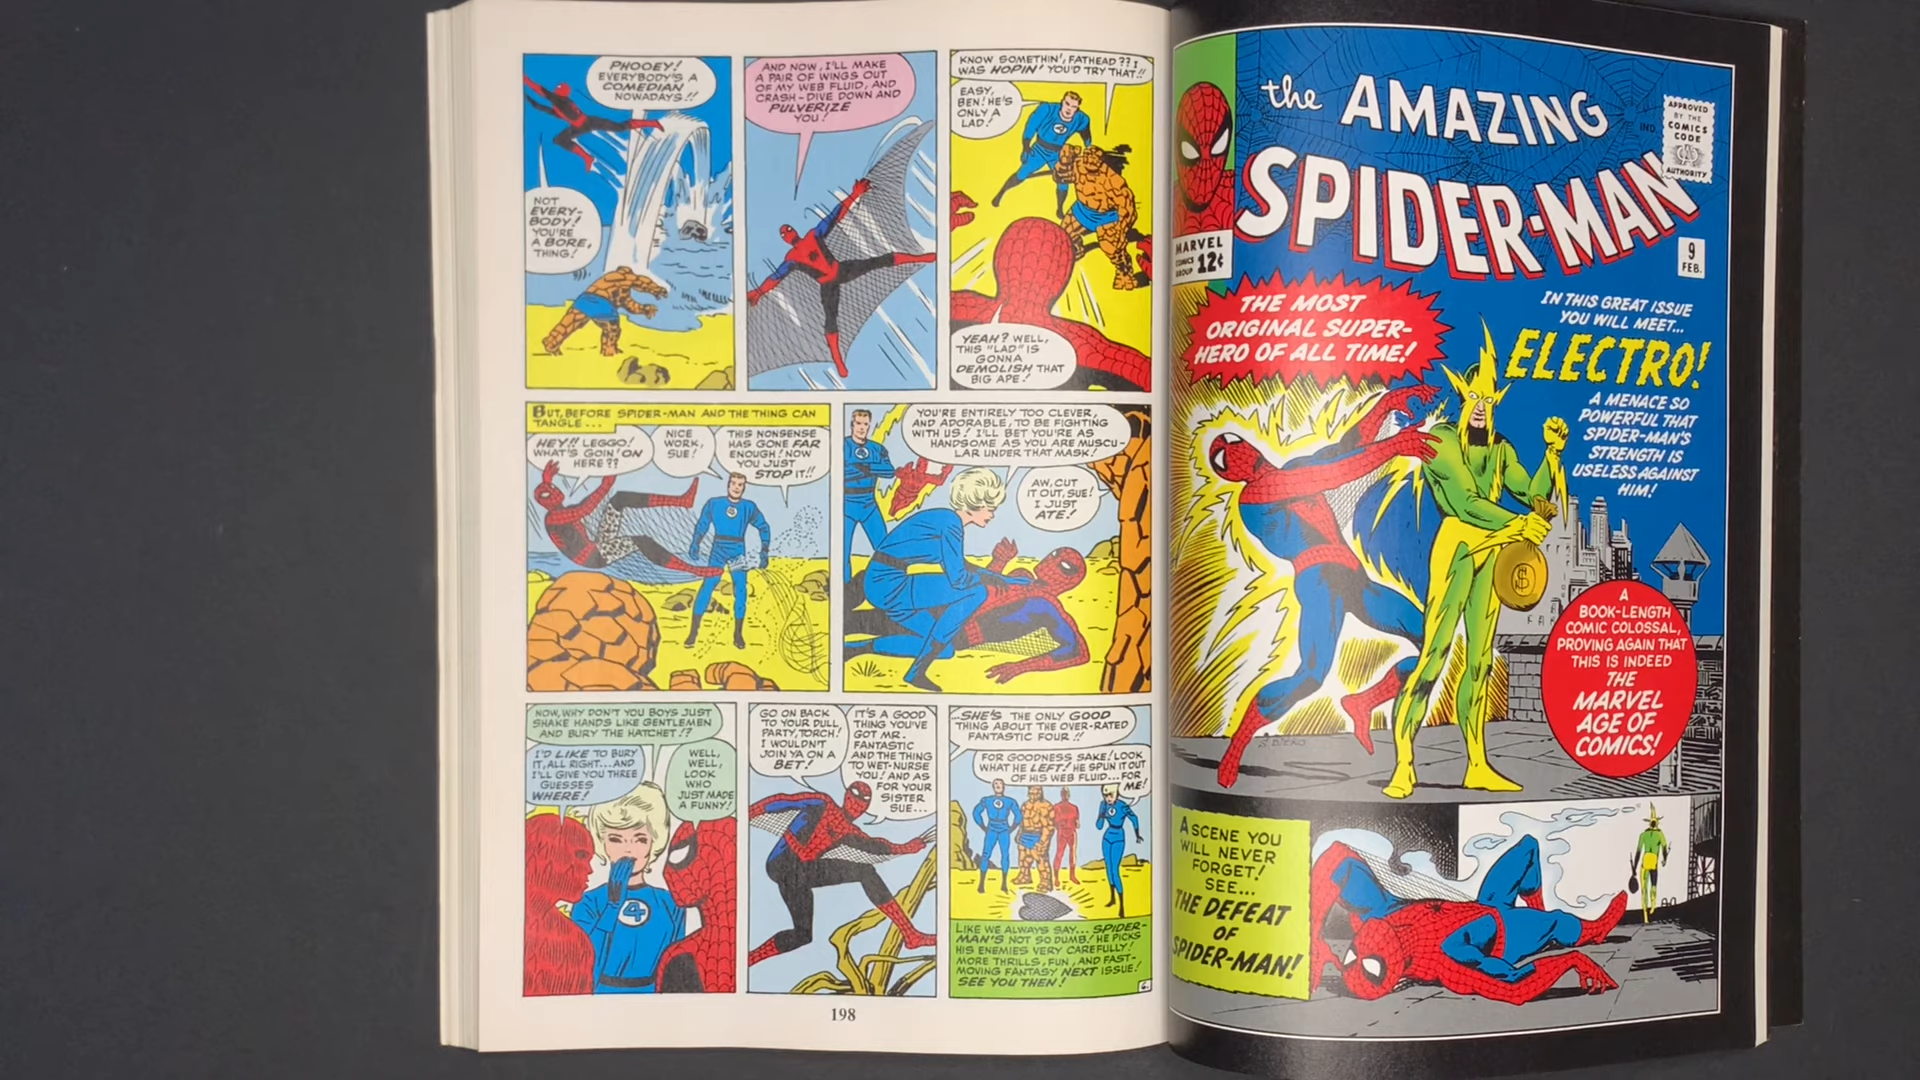 PHOOEY!
EVERYBODY'S A
COMEDIAN
NOWADAYS!!
NOT
EVERY-
BODY!
YOU'RE
A BORE,
THING!
AND NOW, I'LL MAKE
A PAIR OF WINGS OUT
OF MY WEB FLUID, AND
CRASH-DIVE DOWN AND
PULVERIZE
YOU!
KNOW SOMETHIN', FATHEAD?? I
WAS HOPIN' YOU'D TRY THAT!!
EASY,
BEN! HE'S
ONLY A
LAD!
YEAH? WELL,
THIS "LAD" IS
GONNA
DEMOLISH THAT
BIG APE!
BUT, BEFORE SPIDER-MAN AND THE THING CAN
TANGLE...
HEY!! LEGGO!
WHAT'S GOIN' ON
HERE??
NICE
WORK,
SUE!
THIS NONSENSE
HAS GONE FAR
ENOUGH! NOW
YOU JUST
STOP IT!!
YOU'RE ENTIRELY TOO CLEVER,
AND ADORABLE, TO BE FIGHTING
WITH US! I'LL BET YOU'RE AS
HANDSOME AS YOU ARE MUSCU-
LAR UNDER THAT MASK!
AW, CUT
IT OUT, SUE!
I JUST
ATE!
4
NOW, WHY DON'T YOU BOYS JUST
SHAKE HANDS LIKE GENTLEMEN
AND BURY THE HATCHET!?
I'D LIKE TO BURY
IT, ALL RIGHT...AND
I'LL GIVE YOU THREE
GUESSES
WHERE!
WELL,
WELL,
LOOK
WHO
JUST MADE
A FUNNY!
4
GO ON BACK
TO YOUR DULL
PARTY, TORCH!
I WOULDN'T
JOIN YA ON A
BET!
IT'S A GOOD
THING YOU'VE
GOT MR.
FANTASTIC
AND THE THING
TO WET-NURSE
YOU! AND AS
FOR YOUR
SISTER
SUE...
...SHE'S THE ONLY GOOD
THING ABOUT THE OVER-RATED
FANTASTIC FOUR!!
FOR GOODNESS SAKE! LOOK
WHAT HE LEFT! HE SPUN IT OUT
OF HIS WEB FLUID...FOR
ME!
LIKE WE ALWAYS SAY... SPIDER-
MAN'S NOT SO DUMB! HE PICKS
HIS ENEMIES VERY CAREFULLY!
MORE THRILLS, FUN, AND FAST-
MOVING FANTASY NEXT ISSUE!
SEE YOU THEN!
6.
198
the AMAZING
SPIDER-MAN
IND.
APPROVED
BY THE
COMICS
CODE
AUTHORITY
MARVEL
COMICS
GROUP 12¢
9
FEB.
THE MOST
ORIGINAL SUPER-
HERO OF ALL TIME!
IN THIS GREAT ISSUE
YOU WILL MEET...
ELECTRO!
A MENACE SO
POWERFUL THAT
SPIDER-MAN'S
STRENGTH IS
USELESS AGAINST
HIM!
$
A
BOOK-LENGTH
COMIC COLOSSAL,
PROVING AGAIN THAT
THIS IS INDEED
THE
MARVEL
AGE OF
COMICS!
S. DITKO
A SCENE YOU
WILL NEVER
FORGET!
SEE...
THE DEFEAT
OF
SPIDER-MAN!